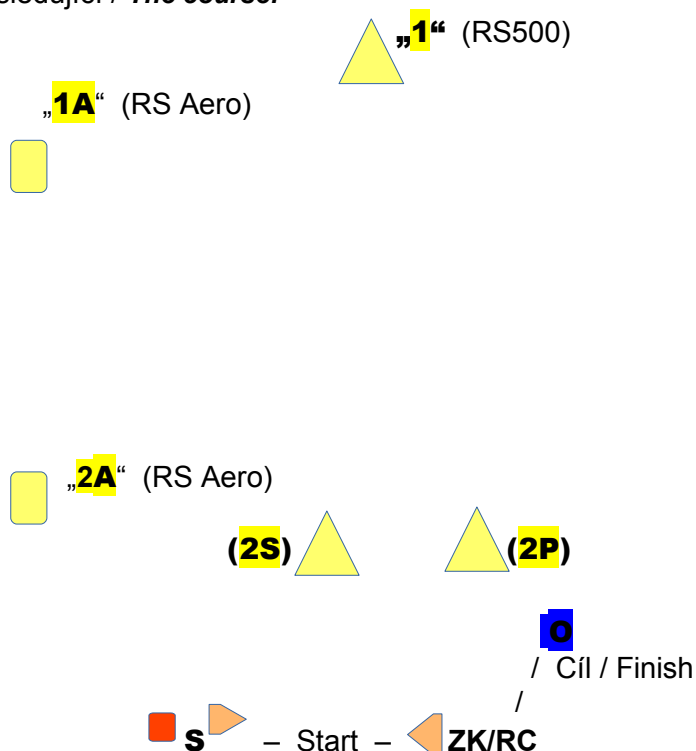 sledující / The course:
„1“ (RS500)
„1A“ (RS Aero)
„2A“ (RS Aero)
(2S) (2P)
O
/ Cíl / Finish
/
S – Start – ZK/RC